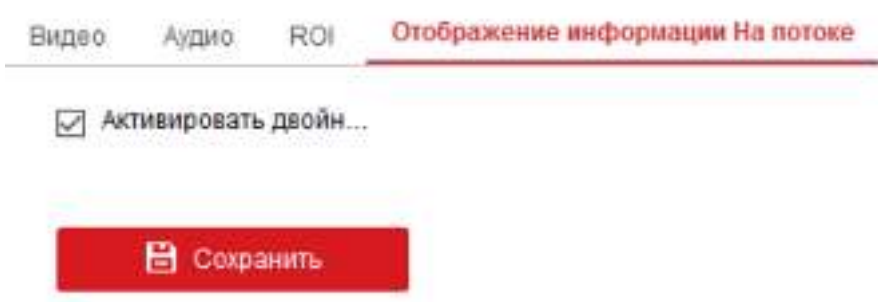 Видео Аудио ROI Отображение информации На потоке
Активировать двойн...
Сохранить